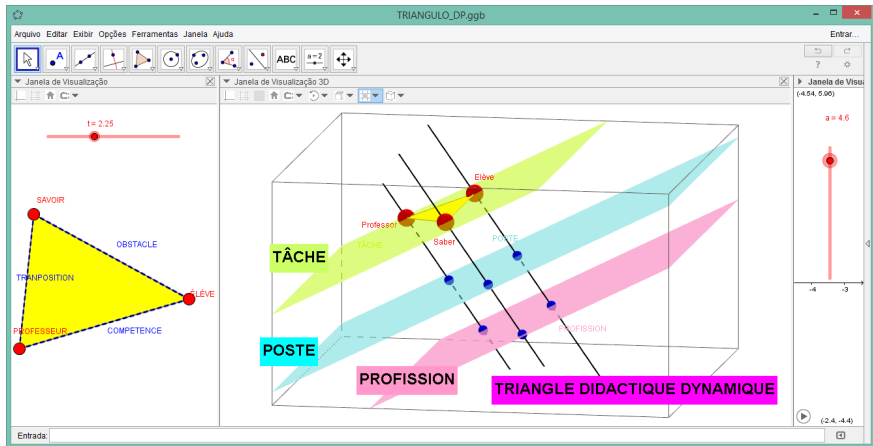 TRIANGULO_DP.ggb
Arquivo Editar Exibir Opções Ferramentas Janela Ajuda
Entrar...
A
ABC
a=2
?
Janela de Visualização
Janela de Visualização 3D
Janela de Visua
(-4.54, 5.96)
t = 2.25
a = 4.6
SAVOIR
OBSTACLE
TRANPOSITION
ÉLÈVE
PROFESSEUR
COMPETENCE
Elève
Professor
Saber
TÂCHE
POSTE
TÂCHE
PROFISSION
POSTE
PROFISSION
TRIANGLE DIDACTIQUE DYNAMIQUE
-4 -3
(-2.4, -4.4)
Entrada: